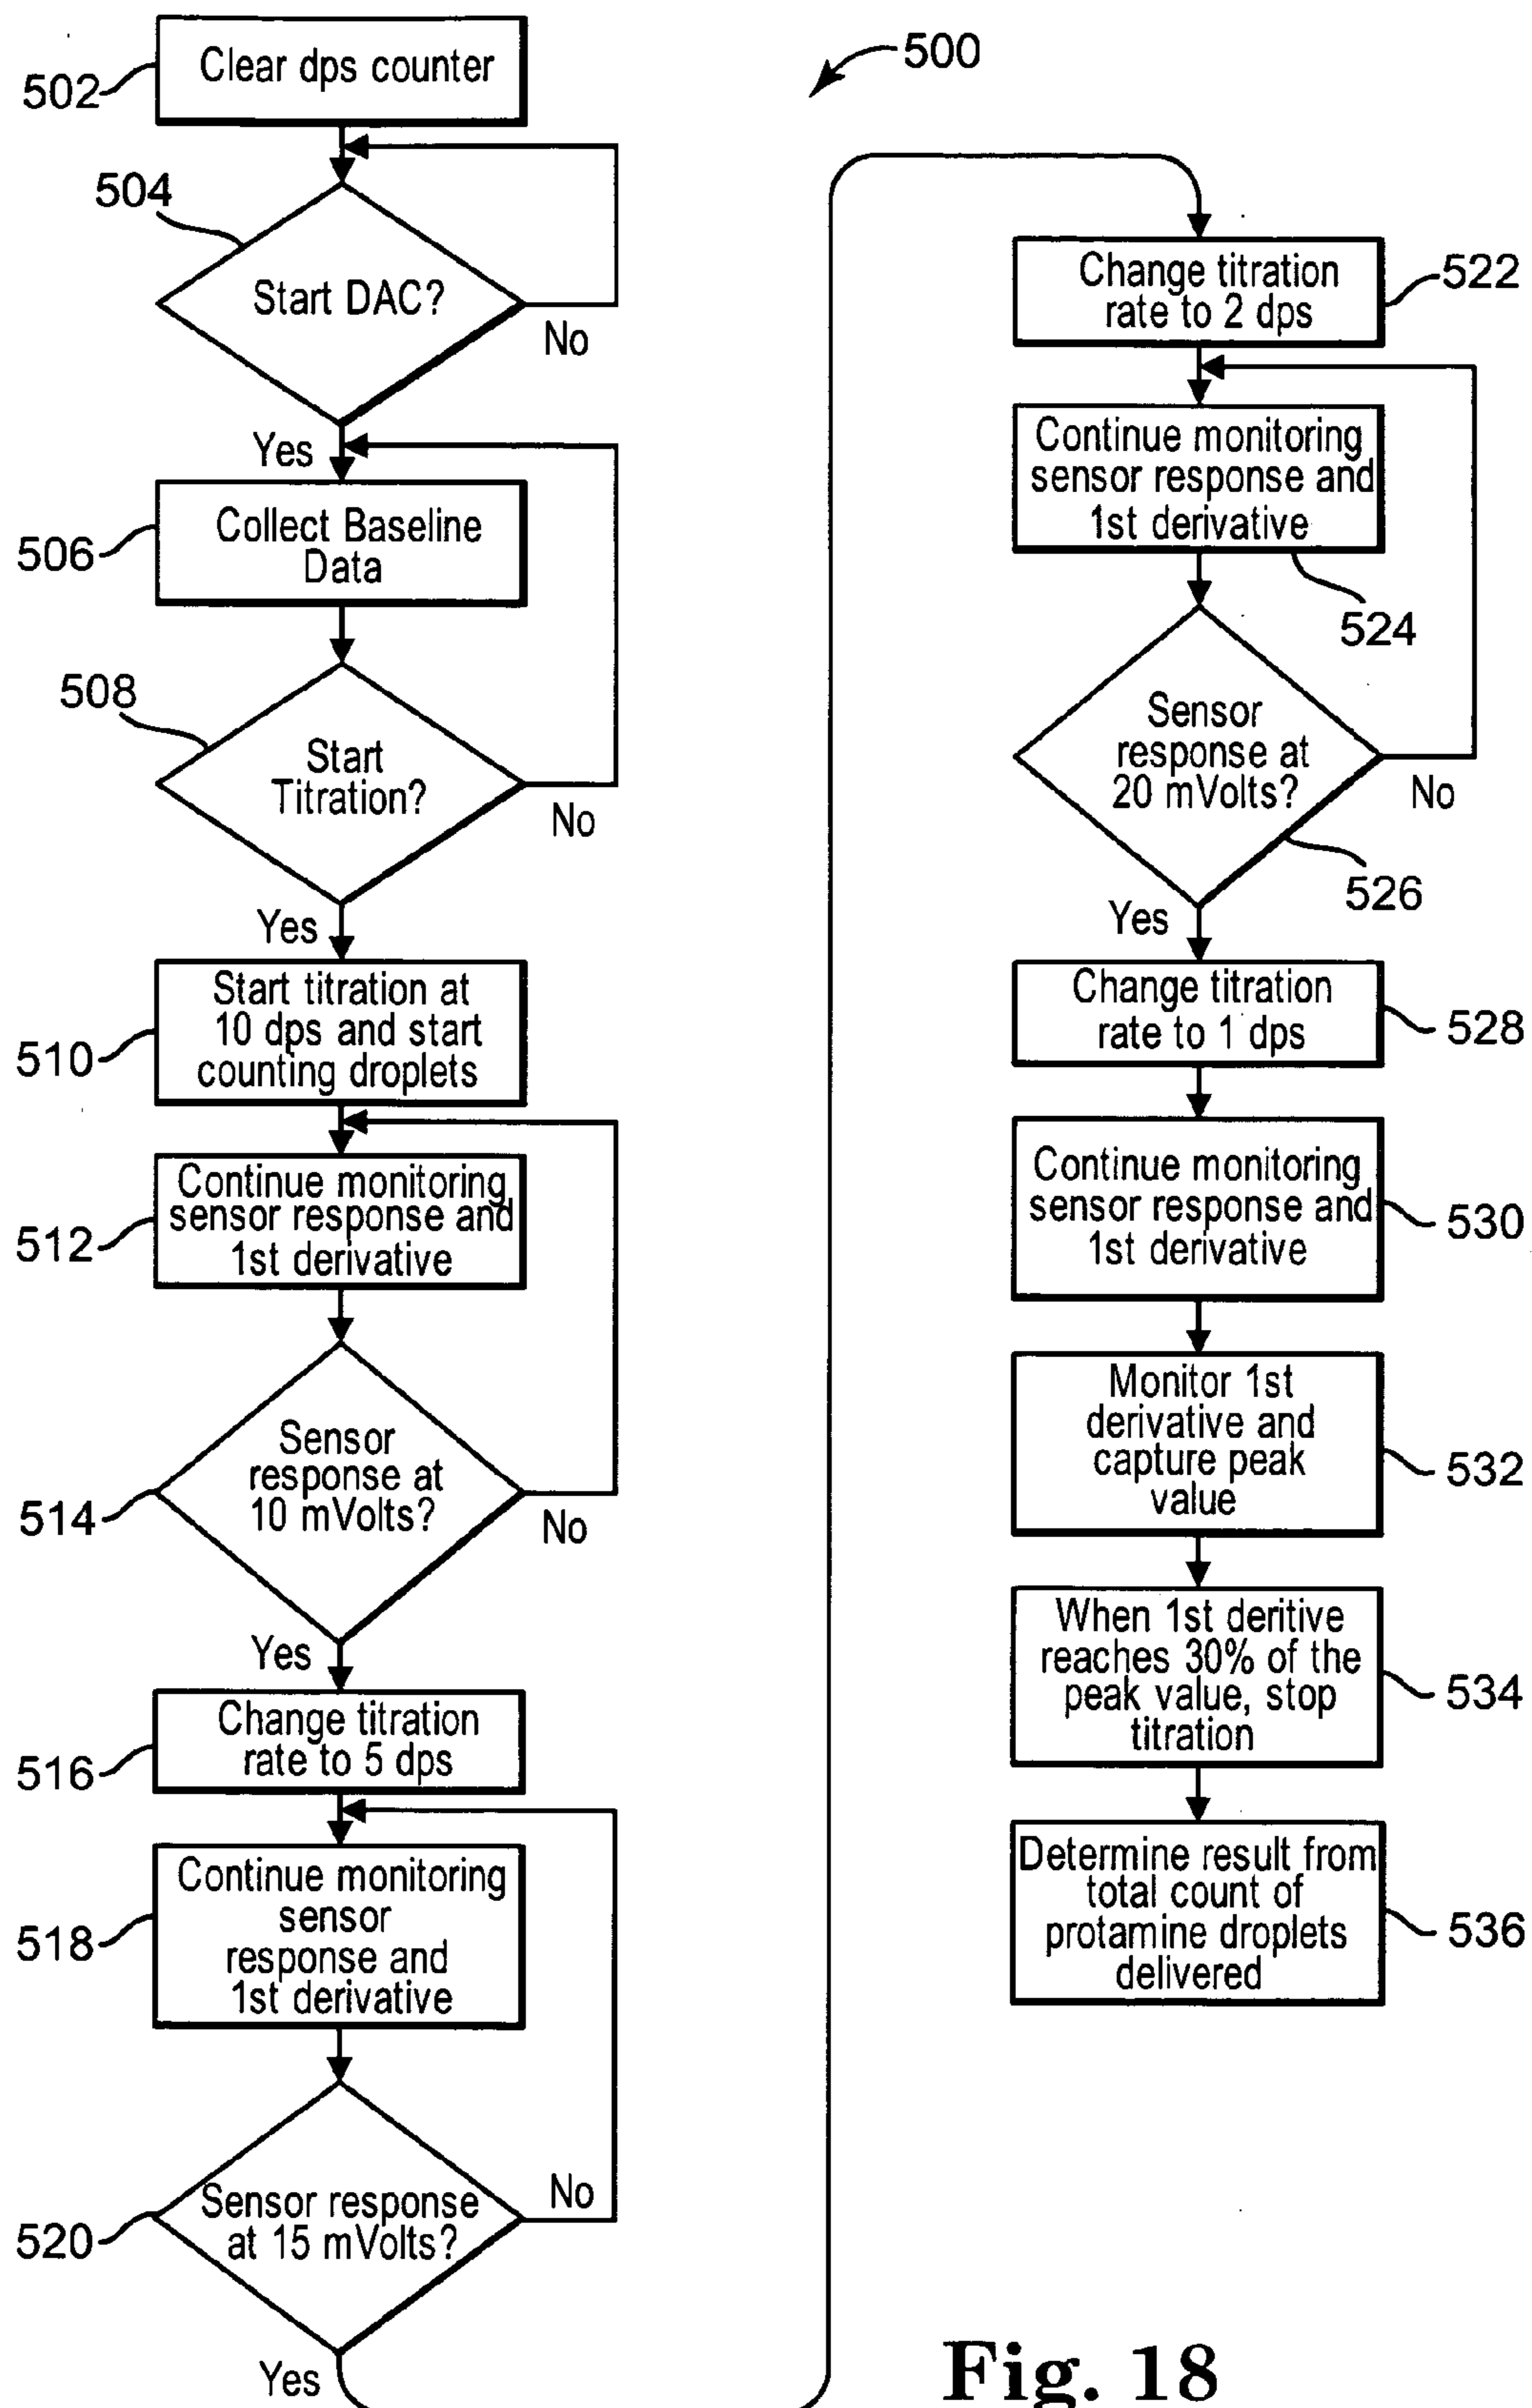 500
502
Clear dps counter
504
Start DAC?
No
Yes
506
Collect Baseline
Data
508
Start
Titration?
No
Yes
510
Start titration at
10 dps and start
counting droplets
512
Continue monitoring
sensor response and
1st derivative
514
Sensor
response at
10 mVolts?
No
Yes
516
Change titration
rate to 5 dps
518
Continue monitoring
sensor
response and
1st derivative
520
Sensor response
at 15 mVolts?
No
Yes
Change titration
rate to 2 dps
522
Continue monitoring
sensor response and
1st derivative
524
Sensor
response at
20 mVolts?
No
526
Yes
Change titration
rate to 1 dps
528
Continue monitoring
sensor response and
1st derivative
530
Monitor 1st
derivative and
capture peak
value
532
When 1st deritive
reaches 30% of the
peak value, stop
titration
534
Determine result from
total count of
protamine droplets
delivered
536
Fig. 18